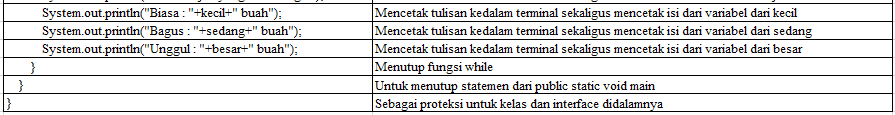 System.out.println("Biasa : "+kecil+" buah"); Mencetak tulisan kedalam terminal sekaligus mencetak isi dari variabel dari kecil
System.out.println("Bagus : "+sedang+" buah"); Mencetak tulisan kedalam terminal sekaligus mencetak isi dari variabel dari sedang
System.out.println("Unggul : "+besar+" buah"); Mencetak tulisan kedalam terminal sekaligus mencetak isi dari variabel dari besar
} Menutup fungsi while
} Untuk menutup statemen dari public static void main
} Sebagai proteksi untuk kelas dan interface didalamnya